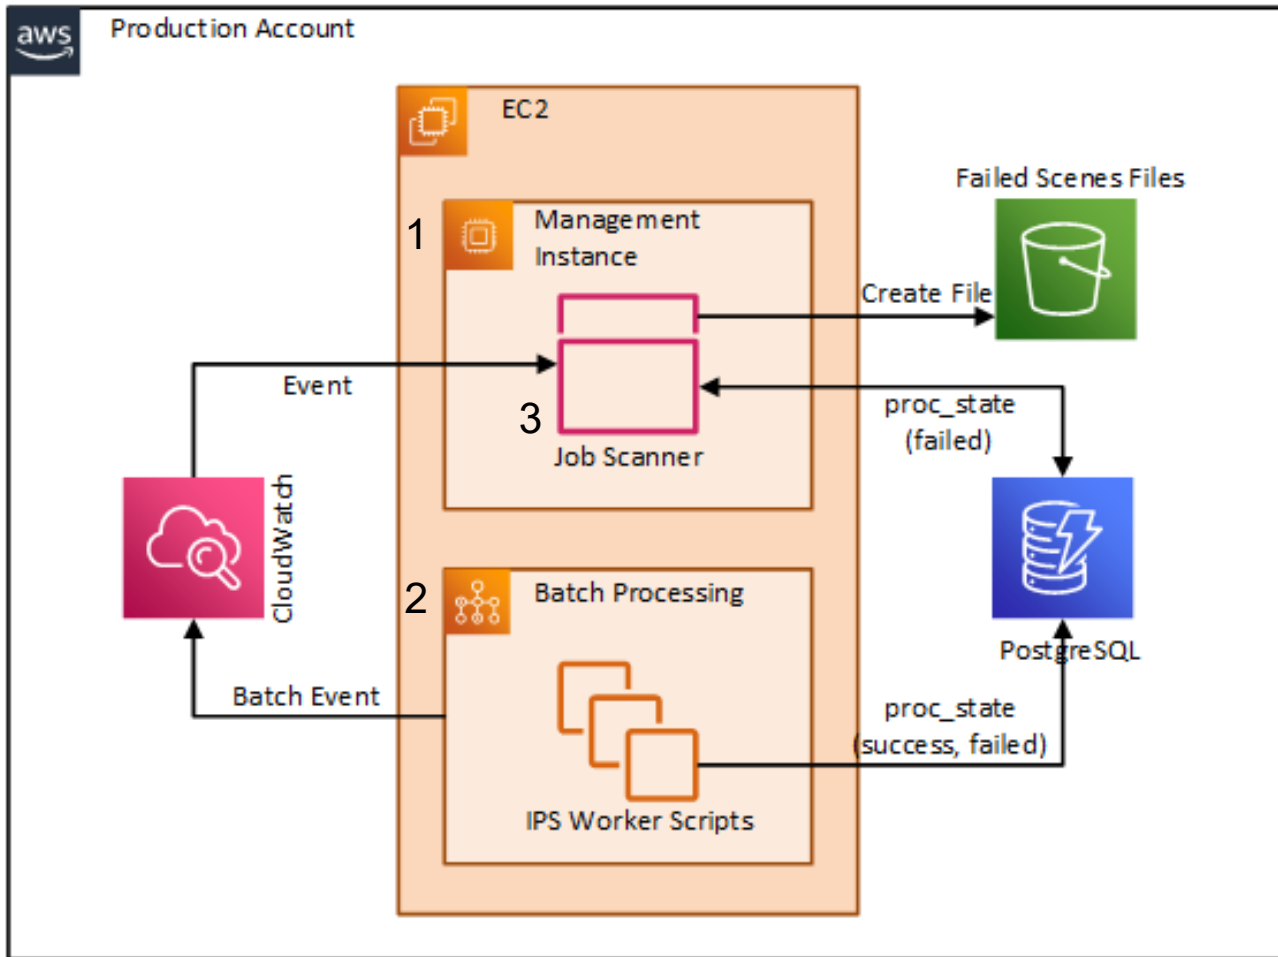 aws
Production Account
EC2
Failed Scenes Files
1
Management
Instance
Create File
Event
3
proc_state
(failed)
Job Scanner
CloudWatch
2
Batch Processing
PostgreSQL
Batch Event
proc_state
(success, failed)
IPS Worker Scripts